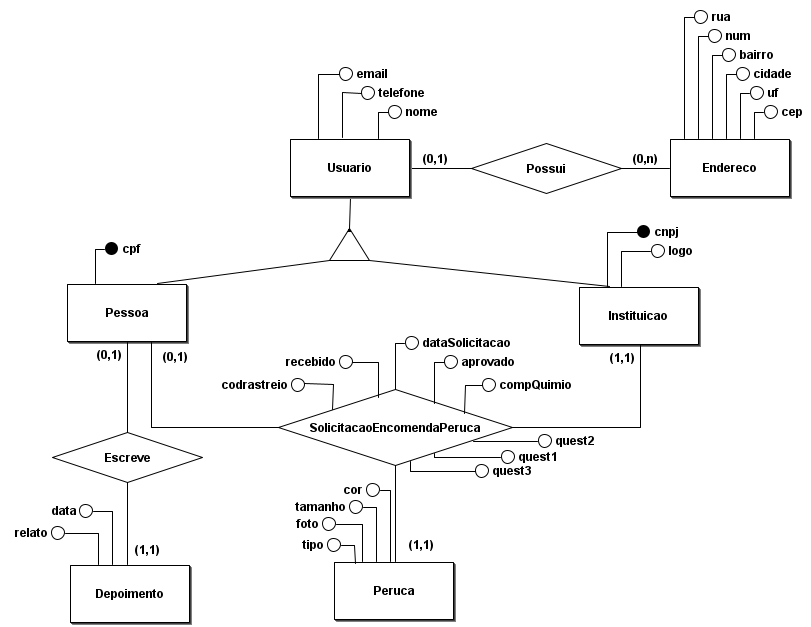 rua
num
bairro
cidade
uf
cep
email
telefone
nome
Usuario
(0,1)
Possui
(0,n)
Endereco
cpf
cnpj
logo
Pessoa
Instituicao
(0,1)
(0,1)
(1,1)
dataSolicitacao
recebido
aprovado
codrastreio
compQuimio
SolicitacaoEncomendaPeruca
quest2
quest1
quest3
Escreve
cor
tamanho
foto
tipo
data
relato
(1,1)
(1,1)
Depoimento
Peruca